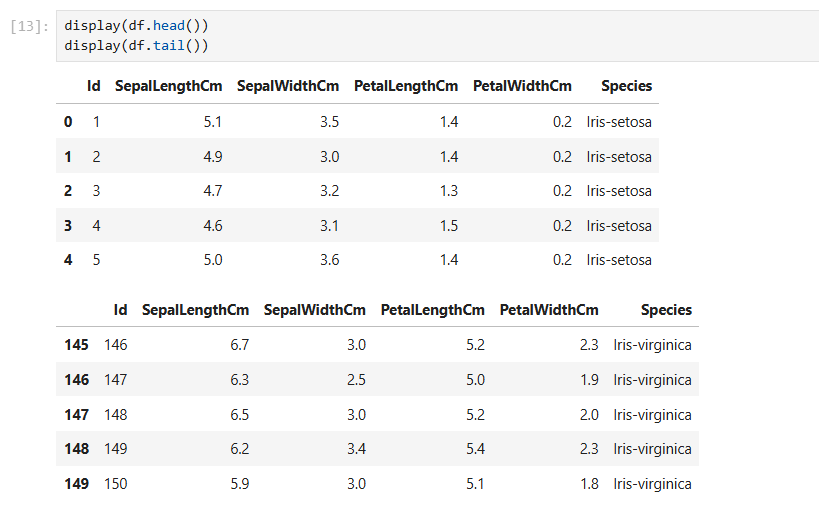 [13]: display(df.head())
display(df.tail())
Id SepalLengthCm SepalWidthCm PetalLengthCm PetalWidthCm Species
0 1 5.1 3.5 1.4 0.2 Iris-setosa
1 2 4.9 3.0 1.4 0.2 Iris-setosa
2 3 4.7 3.2 1.3 0.2 Iris-setosa
3 4 4.6 3.1 1.5 0.2 Iris-setosa
4 5 5.0 3.6 1.4 0.2 Iris-setosa
Id SepalLengthCm SepalWidthCm PetalLengthCm PetalWidthCm Species
145 146 6.7 3.0 5.2 2.3 Iris-virginica
146 147 6.3 2.5 5.0 1.9 Iris-virginica
147 148 6.5 3.0 5.2 2.0 Iris-virginica
148 149 6.2 3.4 5.4 2.3 Iris-virginica
149 150 5.9 3.0 5.1 1.8 Iris-virginica